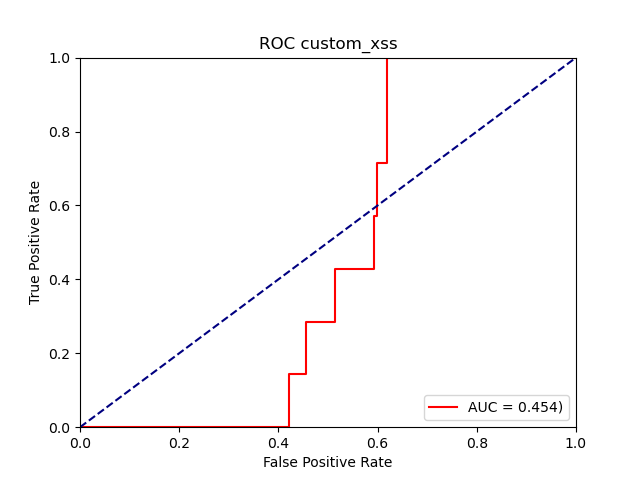 ROC custom_xss
True Positive Rate
1.0
0.8
0.6
0.4
0.2
0.0
AUC = 0.454)
0.0 0.2 0.4 0.6 0.8 1.0
False Positive Rate